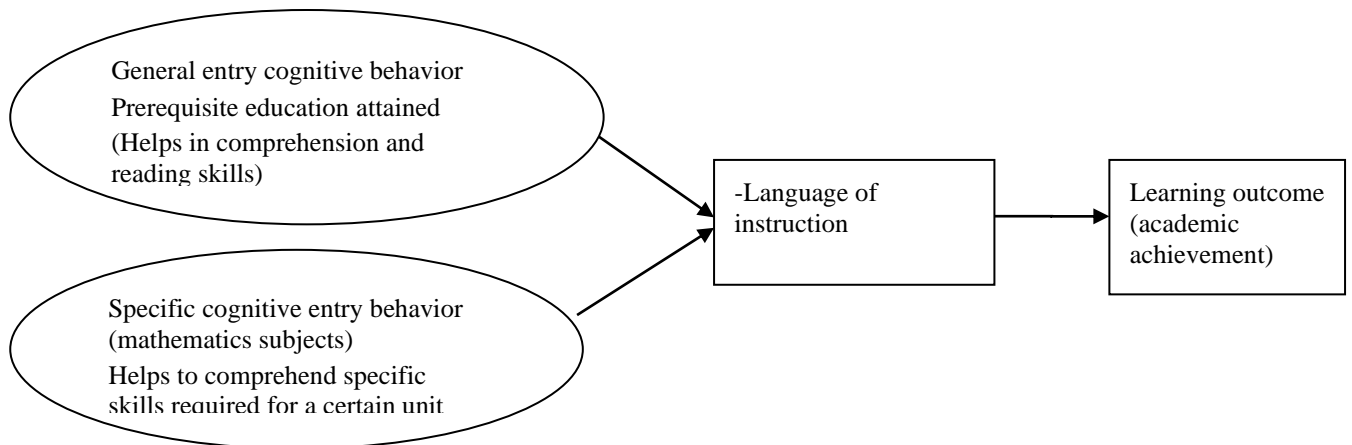 General entry cognitive behavior
Prerequisite education attained
(Helps in comprehension and
reading skills)
-Language of
instruction
Learning outcome
(academic
achievement)
Specific cognitive entry behavior
(mathematics subjects)
Helps to comprehend specific
skills required for a certain unit